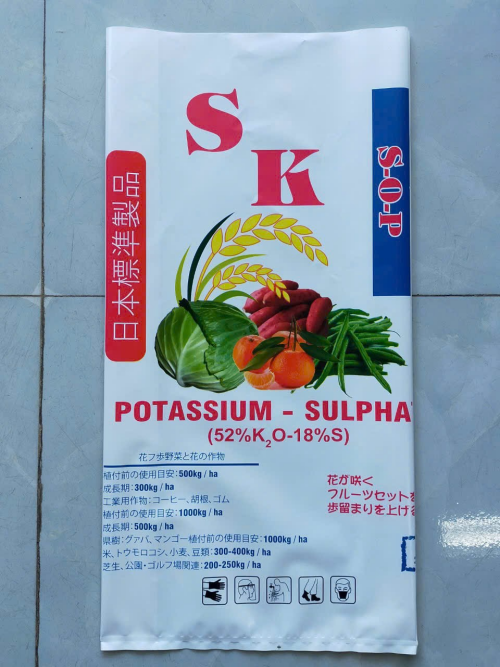 S
K
S-O-P
日本標準製品
POTASSIUM - SULPHA
(52%K2O-18%S)
花フ歩野菜と花の作物
植付前の使用目安:500kg / ha
成長期:300kg / ha
工業用作物:コーヒー、胡椒、ゴム
植付前の使用目安:1000kg / ha
成長期:500kg / ha
県樹:グァバ、マンゴー植付前の使用目安:1000kg / ha
米、トウモロコシ、小麦、豆類:300-400kg / ha
芝生、公園・ゴルフ場関連:200-250kg / ha
花が咲く
フルーツセットを
歩留まりを上げる